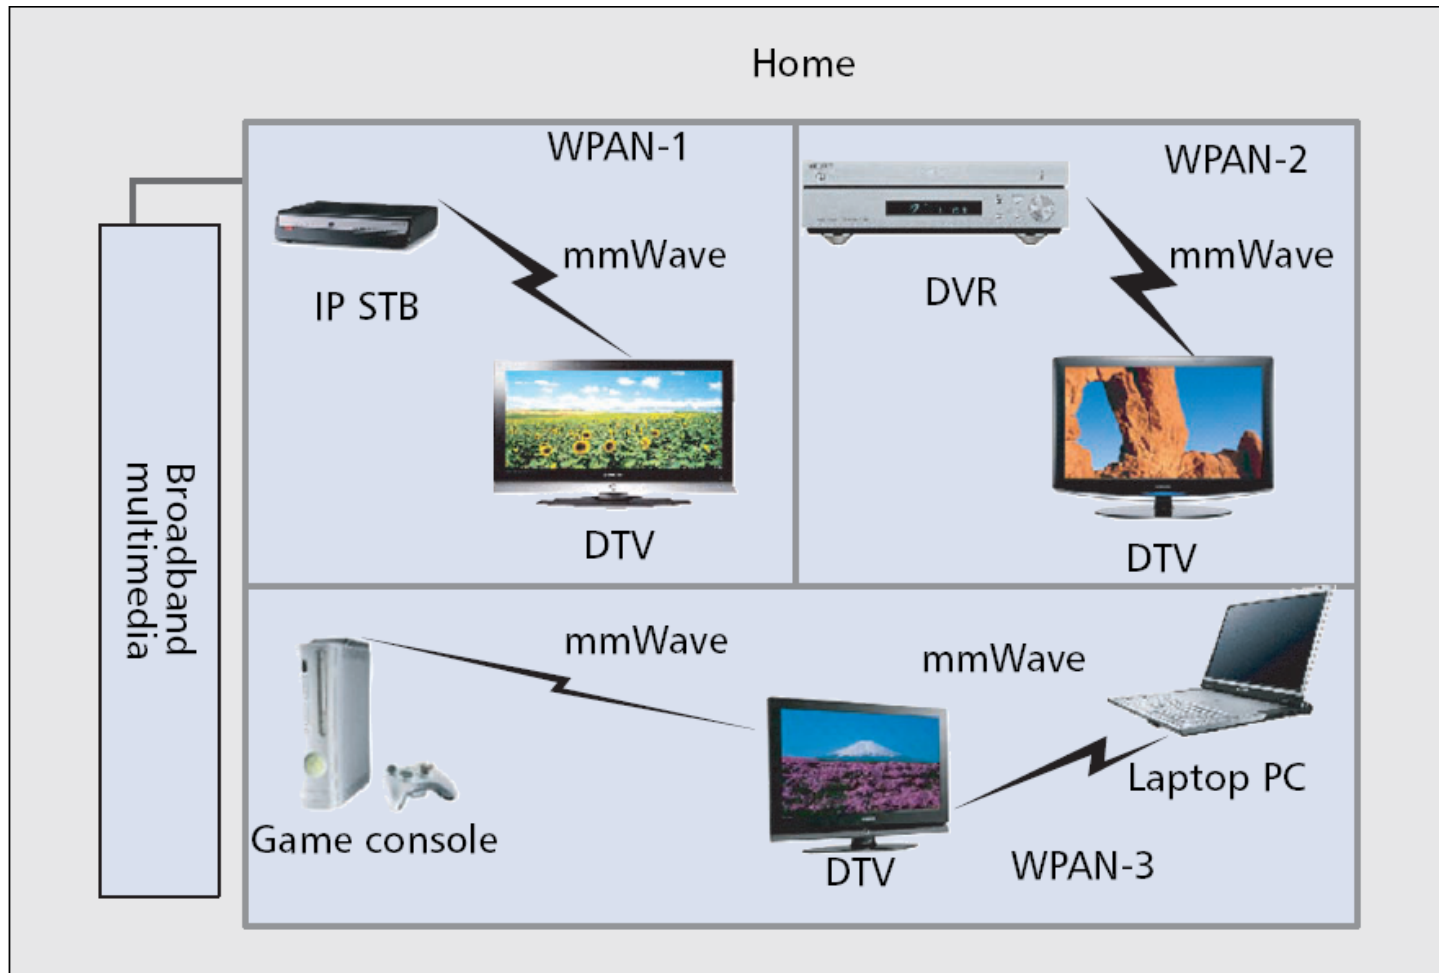 Home
WPAN-1
mmWave
IP STB
DTV
WPAN-2
mmWave
DVR
DTV
Broadband
multimedia
mmWave
mmWave
Game console
DTV
Laptop PC
WPAN-3